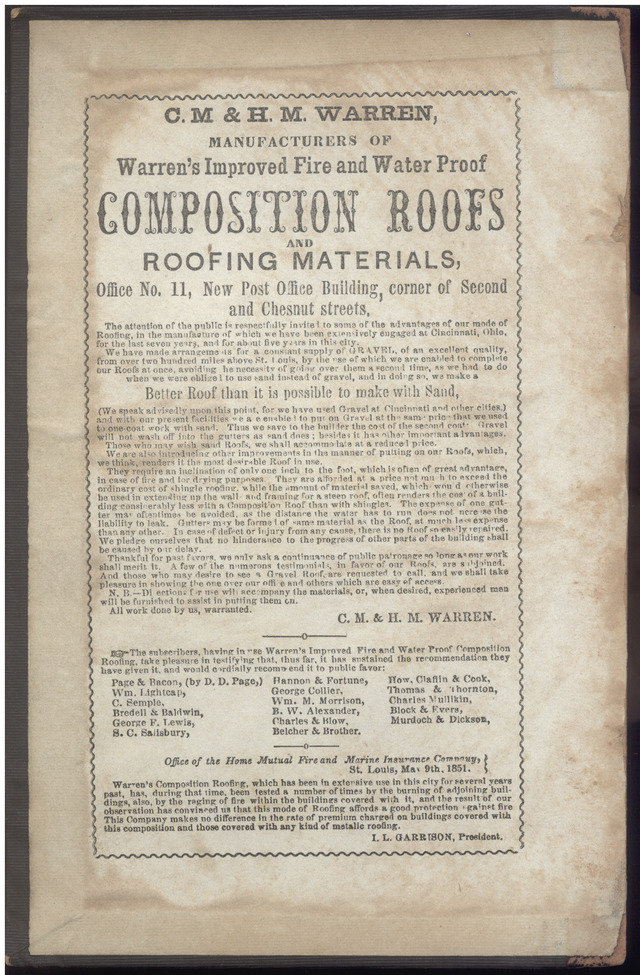 C. M & H. M. WARREN,
MANUFACTURERS OF
Warren's Improved Fire and Water Proof
COMPOSITION ROOFS
AND
ROOFING MATERIALS,
Office No. 11, New Post Office Building, corner of Second
and Chesnut streets,
The attention of the public is respectfully invited to some of the advantages of our mode of
Roofing, in the manufacture of which we have been extensively engaged at Cincinnati, Ohio,
for the last seven years, and for about five years in this city.
We have made arrangements for a constant supply of GRAVEL, of an excellent quality,
from over two hundred miles above St. Louis, by the use of which we are enabled to complete
our Roofs at once, avoiding the necessity of going over them a second time, as we had to do
when we were obliged to use sand instead of gravel, and in doing so, we make a
Better Roof than it is possible to make with Sand,
(We speak advisedly upon this point, for we have used Gravel at Cincinnati and other cities,)
and with our present facilities we are enabled to put on Gravel at the same price that we used
to one-coat work with sand. Thus we save to the builder the cost of the second coat. Gravel
will not wash off into the gutters as sand does; besides it has other important advantages.
Those who may wish sand Roofs, we shall accommodate at a reduced price.
We are also introducing other improvements in the manner of putting on our Roofs, which,
we think, renders it the most desirable Roof in use.
They require an inclination of only one inch to the foot, which is often of great advantage,
in case of fire and for drying purposes. They are afforded at a price not much to exceed the
ordinary cost of shingle roofing, while the amount of material saved, which would otherwise
be used in extending up the wall and framing for a steep roof, often renders the cost of a buil-
ding considerably less with a Composition Roof than with shingles. The expense of one gut-
ter may oftentimes be avoided, as the distance the water has to run does not increase the
liability to leak. Gutters may be formed of same material as the Roof, at much less expense
than any other. In case of defect or injury from any cause, there is no Roof so easily repaired.
We pledge ourselves that no hinderance to the progress of other parts of the building shall
be caused by our delay.
Thankful for past favors, we only ask a continuance of public patronage so long as our work
shall merit it. A few of the numerous testimonials, in favor of our Roofs, are subjoined.
And those who may desire to see a Gravel Roof, are requested to call, and we shall take
pleasure in showing the one over our office and others which are easy of access.
N. B.—Directions for use will accompany the materials, or, when desired, experienced men
will be furnished to assist in putting them on.
All work done by us, warranted.
C. M. & H. M. WARREN.
☞The subscribers, having in use Warren's Improved Fire and Water Proof Composition
Roofing, take pleasure in testifying that, thus far, it has sustained the recommendation they
have given it, and would cordially recommend it to public favor:
Page & Bacon, (by D. D. Page,) Hannon & Fortune, How, Claflin & Cook,
Wm. Lightcap, George Collier, Thomas & Thornton,
C. Semple, Wm. M. Morrison, Charles Mullikin,
Bredell & Baldwin, B. W. Alexander, Block & Evers,
George F. Lewis, Charles & Blow, Murdoch & Dickson,
S. C. Sailsbury, Belcher & Brother.
Office of the Home Mutual Fire and Marine Insurance Company,
St. Louis, May 9th. 1851.
Warren's Composition Roofing, which has been in extensive use in this city for several years
past, has, during that time, been tested a number of times by the burning of adjoining buil-
dings, also, by the raging of fire within the buildings covered with it, and the result of our
observation has convinced us that this mode of Roofing affords a good protection against fire
This Company makes no difference in the rate of premium charged on buildings covered with
this composition and those covered with any kind of metallic roofing.
I. L. GARRISON, President.